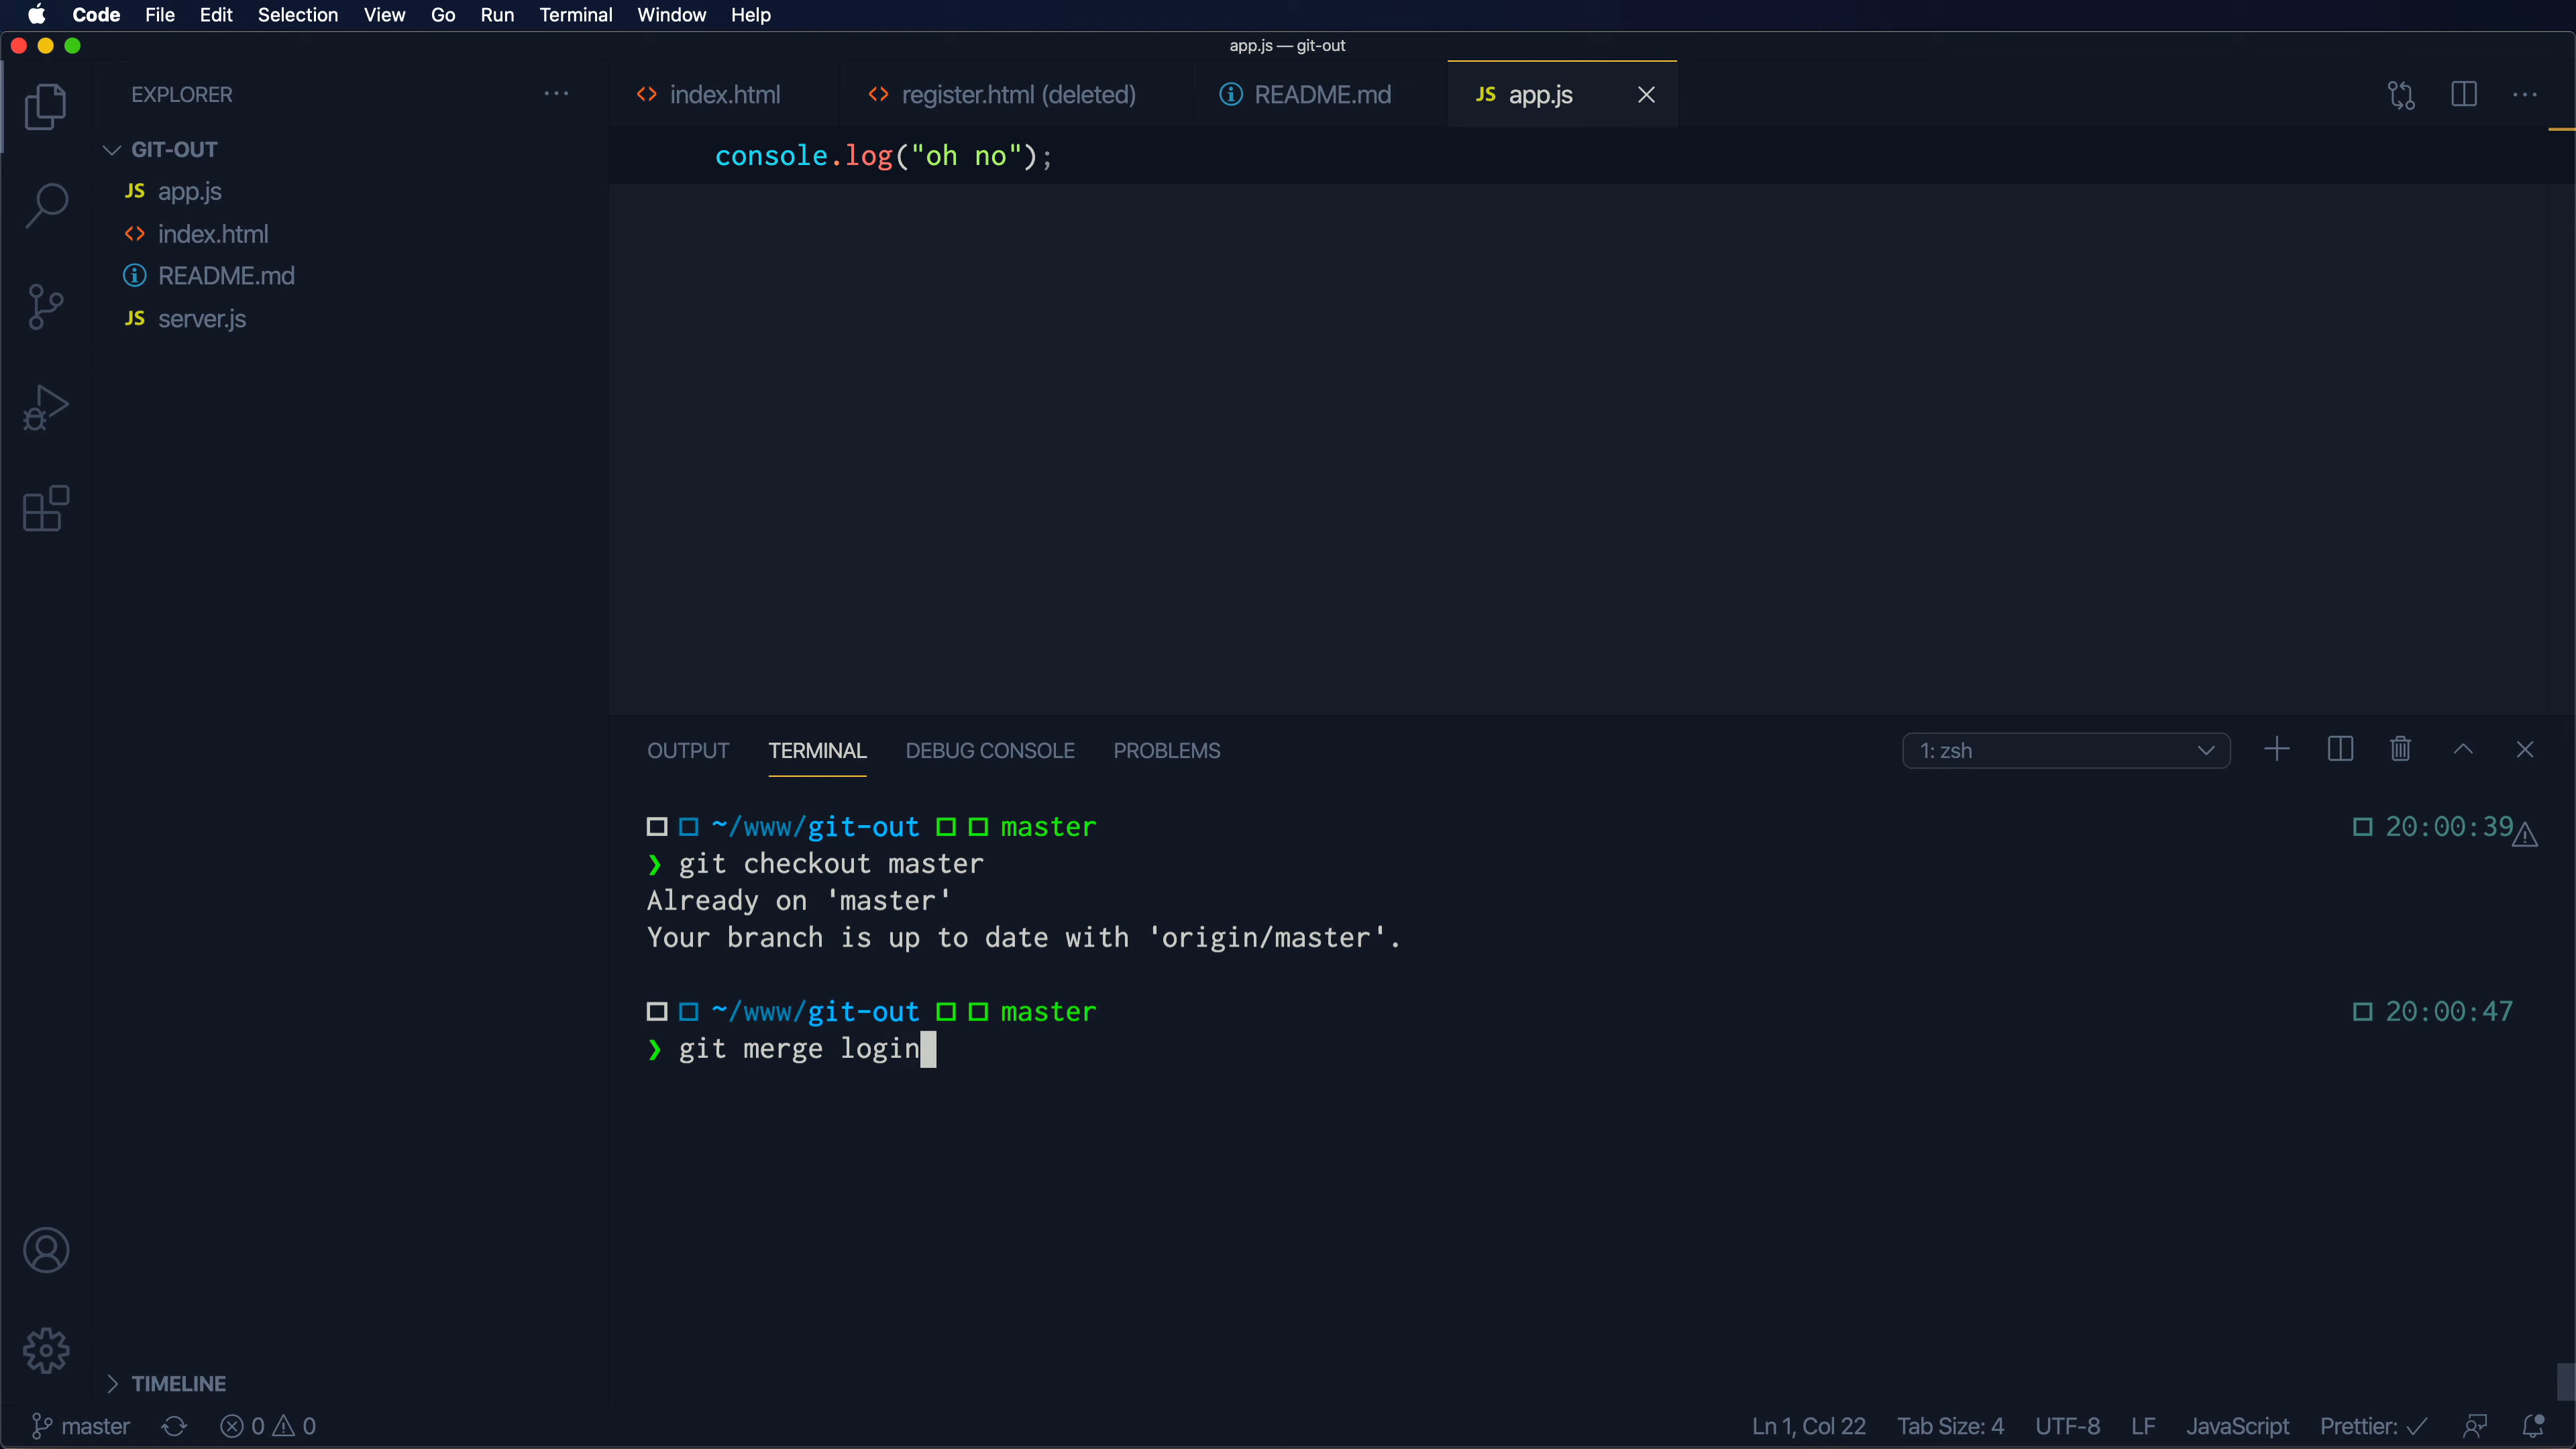 Code File Edit Selection View Go Run Terminal Window Help
app.js — git-out
EXPLORER
index.html
register.html (deleted)
README.md
JS app.js
GIT-OUT
JS app.js
index.html
README.md
JS server.js
console.log("oh no");
OUTPUT TERMINAL DEBUG CONSOLE PROBLEMS
1: zsh
~/www/git-out master 20:00:39
❯ git checkout master
Already on 'master'
Your branch is up to date with 'origin/master'.
~/www/git-out master 20:00:47
❯ git merge login
TIMELINE
master 0 0
Ln 1, Col 22 Tab Size: 4 UTF-8 LF JavaScript Prettier: ✓